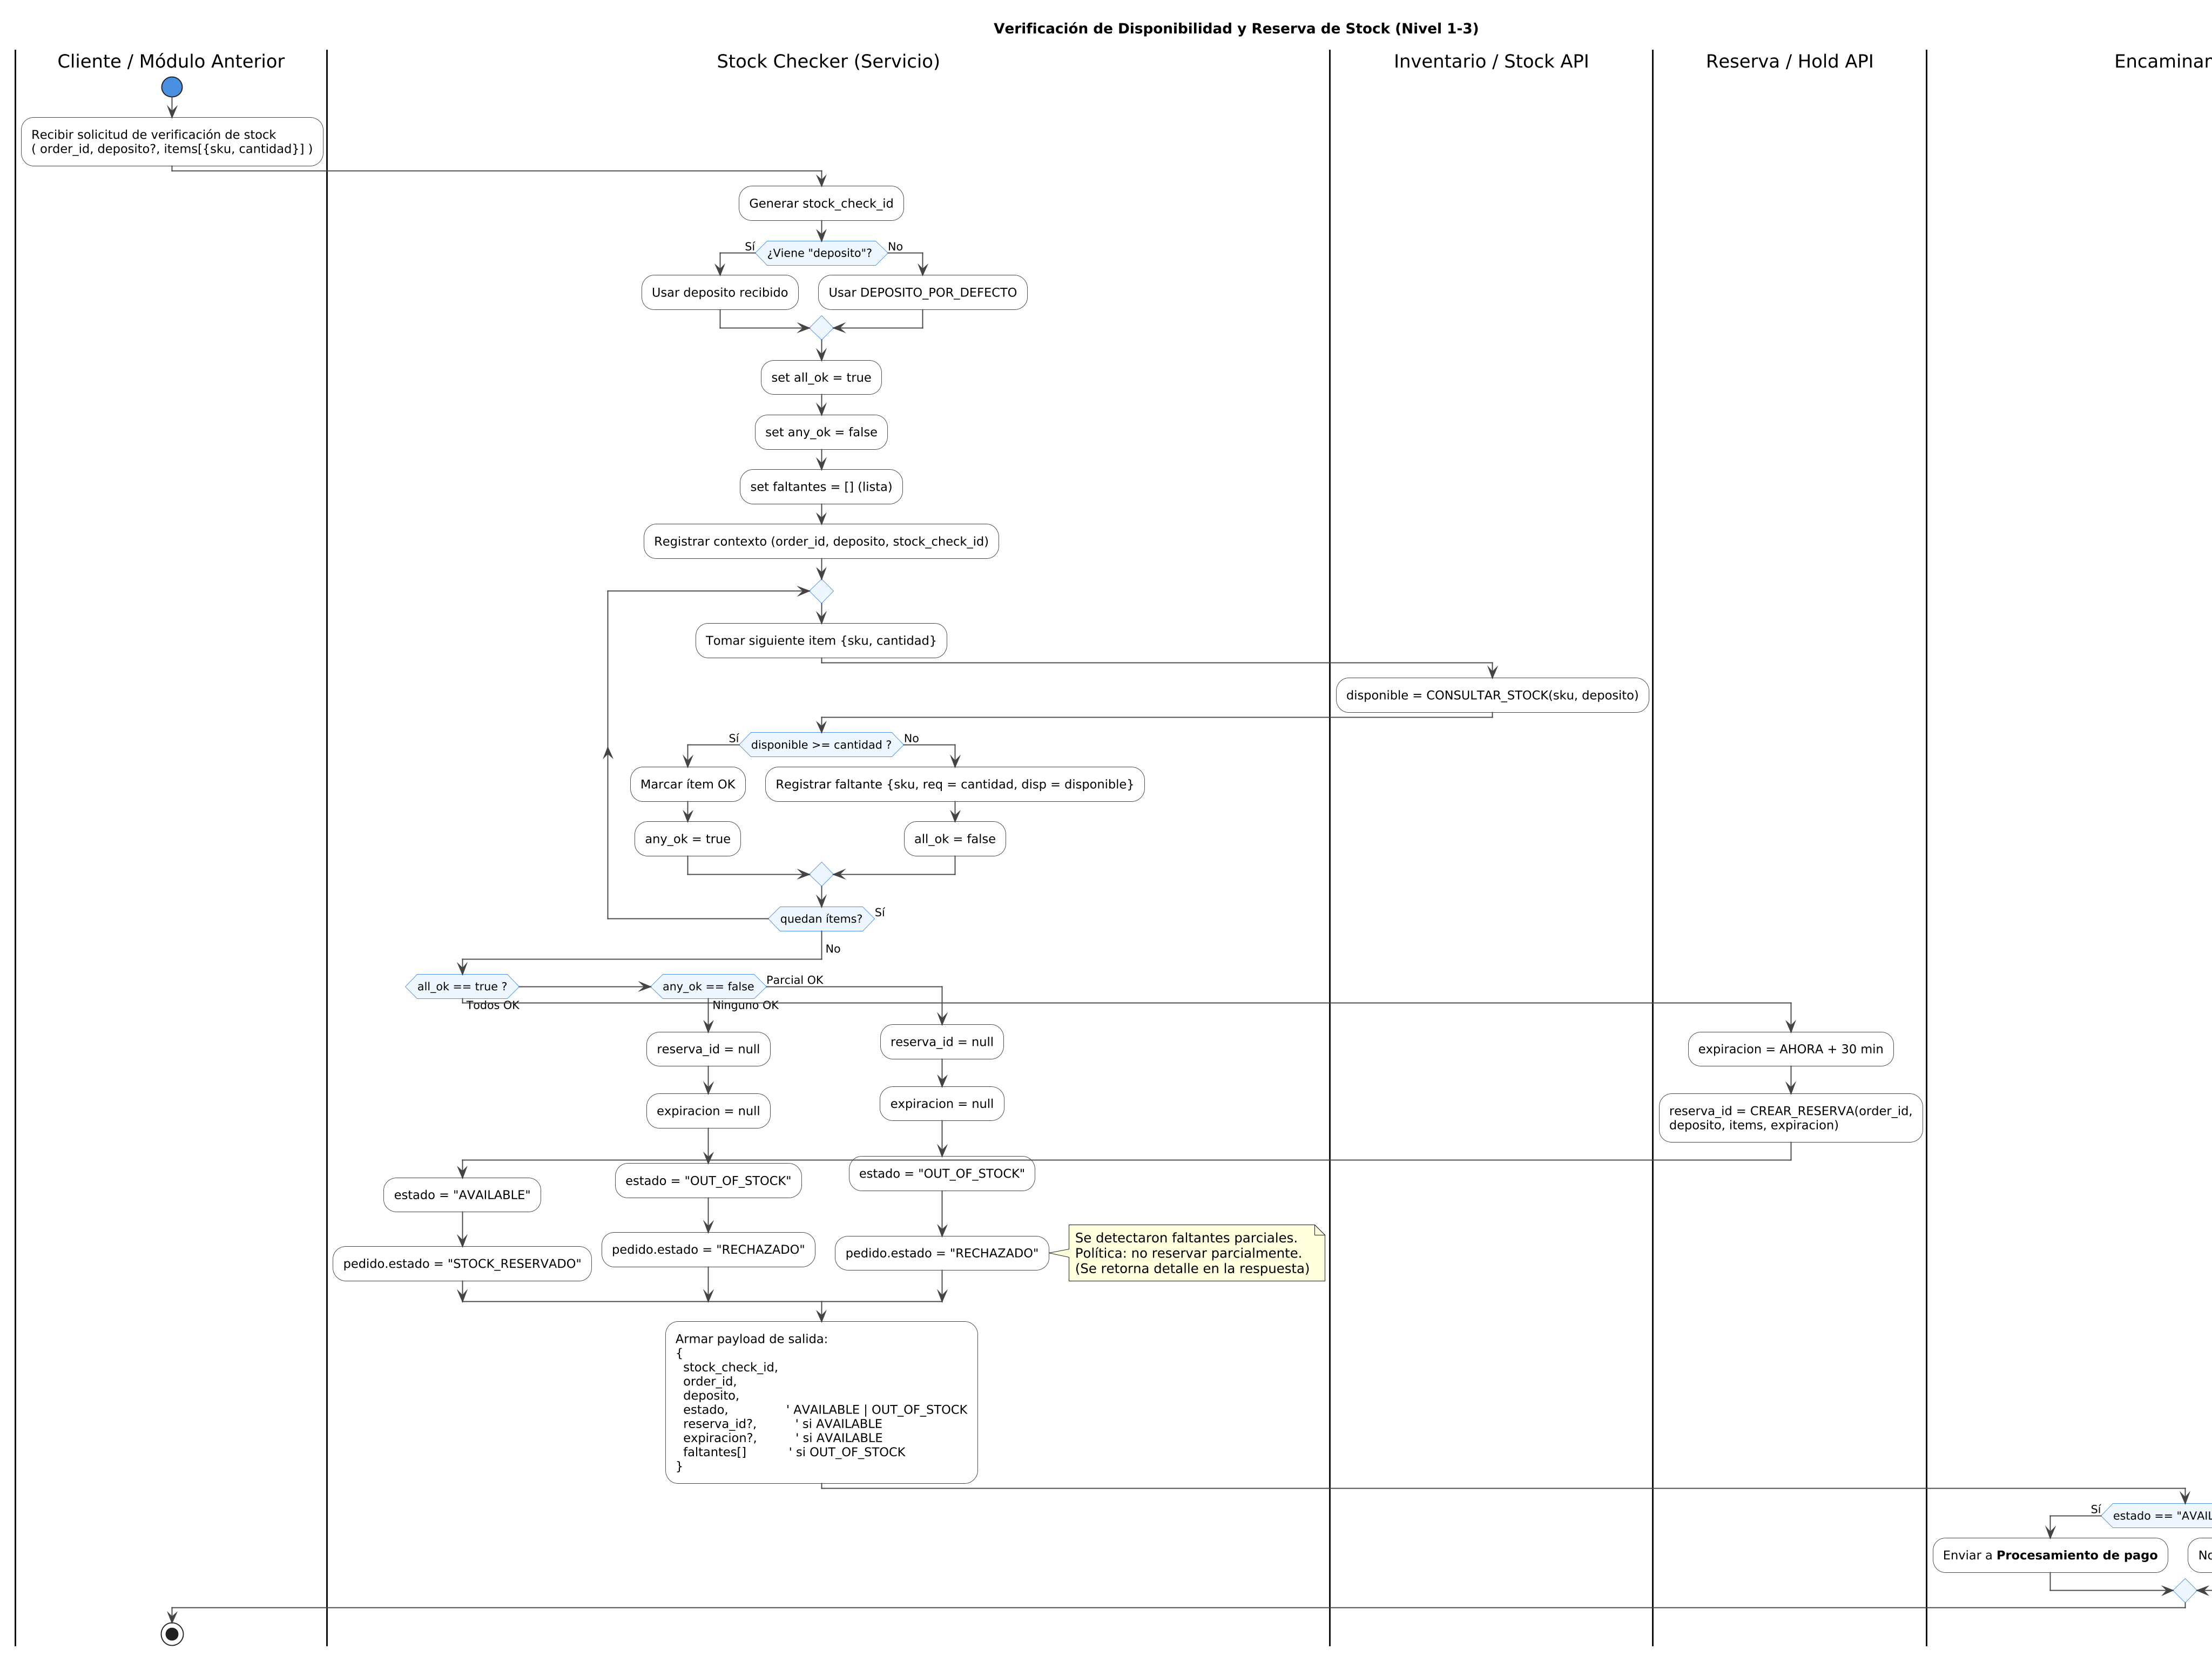 Verificación de Disponibilidad y Reserva de Stock (Nivel 1-3)
Cliente / Módulo Anterior
Stock Checker (Servicio)
Inventario / Stock API
Reserva / Hold API
Recibir solicitud de verificación de stock
( order_id, deposito?, items[{sku, cantidad}] )
Generar stock_check_id
¿Viene "deposito"?
Sí
No
Usar deposito recibido
Usar DEPOSITO_POR_DEFECTO
set all_ok = true
set any_ok = false
set faltantes = [] (lista)
Registrar contexto (order_id, deposito, stock_check_id)
Tomar siguiente item {sku, cantidad}
disponible = CONSULTAR_STOCK(sku, deposito)
disponible >= cantidad ?
Sí
No
Marcar ítem OK
Registrar faltante {sku, req = cantidad, disp = disponible}
any_ok = true
all_ok = false
quedan ítems?
Sí
No
all_ok == true ?
Todos OK
any_ok == false
Ninguno OK
Parcial OK
reserva_id = null
reserva_id = null
expiracion = AHORA + 30 min
expiracion = null
expiracion = null
reserva_id = CREAR_RESERVA(order_id,
deposito, items, expiracion)
estado = "AVAILABLE"
estado = "OUT_OF_STOCK"
estado = "OUT_OF_STOCK"
pedido.estado = "STOCK_RESERVADO"
pedido.estado = "RECHAZADO"
pedido.estado = "RECHAZADO"
Se detectaron faltantes parciales.
Política: no reservar parcialmente.
(Se retorna detalle en la respuesta)
Armar payload de salida:
{
stock_check_id,
order_id,
deposito,
estado, ' AVAILABLE | OUT_OF_STOCK
reserva_id?, ' si AVAILABLE
expiracion?, ' si AVAILABLE
faltantes[] ' si OUT_OF_STOCK
}
Sí
estado == "AVAIL
Enviar a Procesamiento de pago